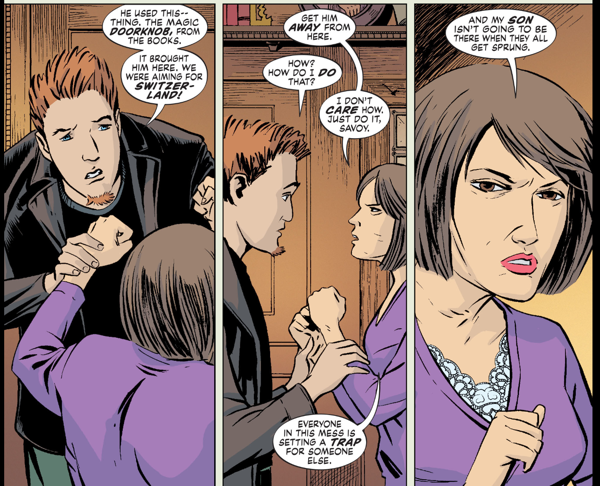 HE USED THIS--
THING. THE MAGIC
DOORKNOB, FROM
THE BOOKS.
IT BROUGHT
HIM HERE. WE
WERE AIMING FOR
SWITZER-
LAND!
GET HIM
AWAY FROM
HERE.
HOW?
HOW DO I DO
THAT?
I DON'T
CARE HOW.
JUST DO IT,
SAVOY.
EVERYONE
IN THIS MESS IS
SETTING A TRAP
FOR SOMEONE
ELSE.
AND MY SON
ISN'T GOING TO BE
THERE WHEN THEY ALL
GET SPRUNG.